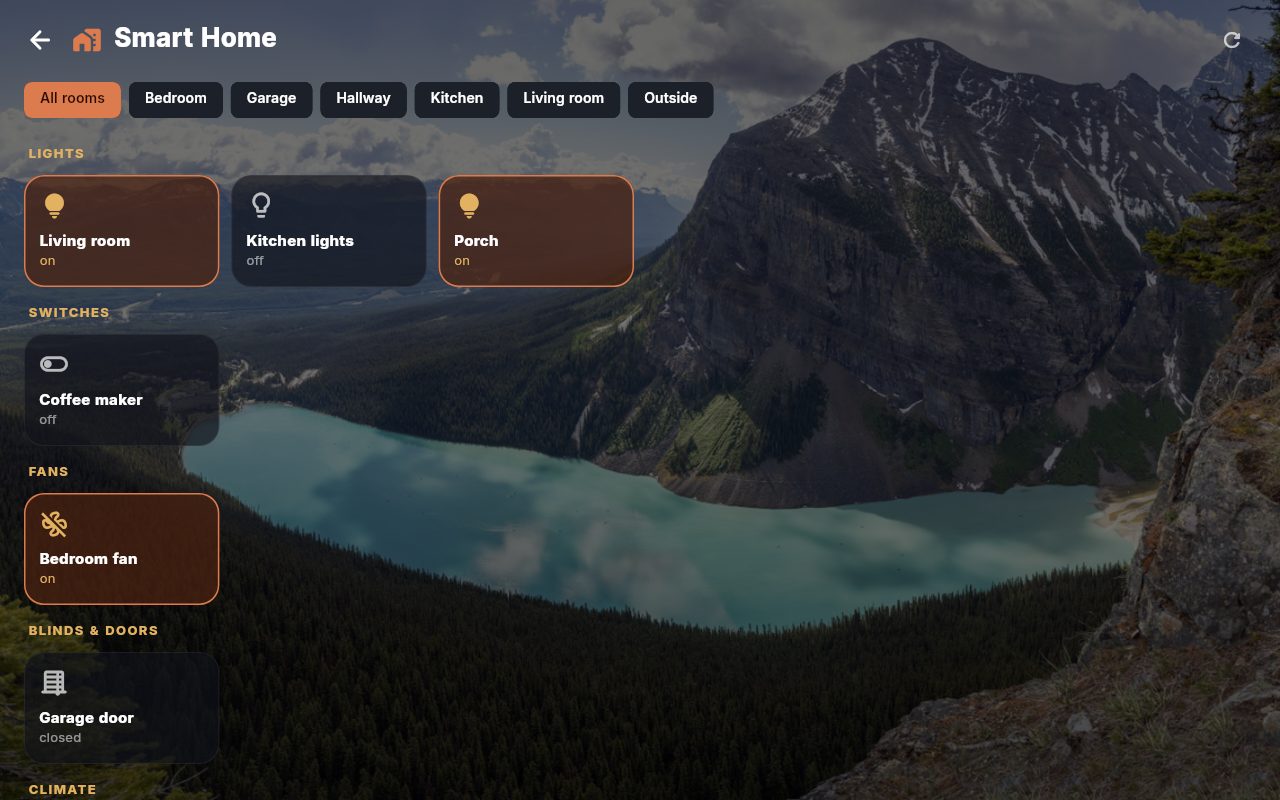 Smart Home
All rooms
Bedroom
Garage
Hallway
Kitchen
Living room
Outside
LIGHTS
Living room
on
Kitchen lights
off
Porch
on
SWITCHES
Coffee maker
off
FANS
Bedroom fan
on
BLINDS & DOORS
Garage door
closed
CLIMATE